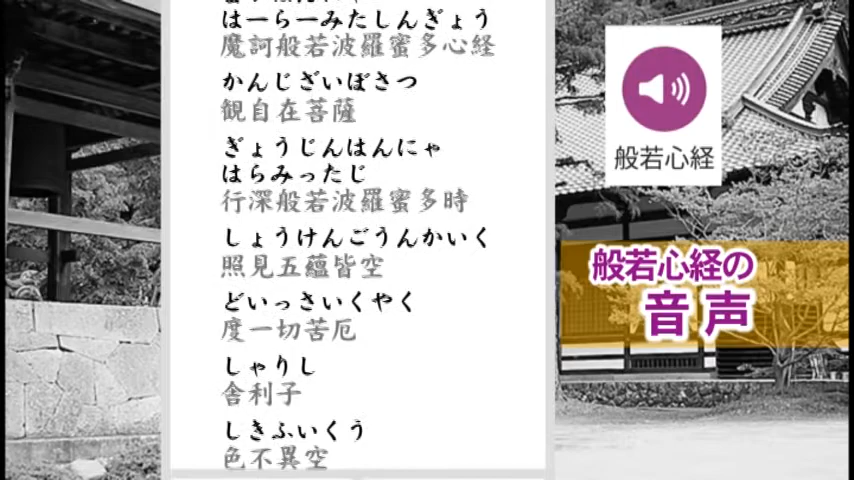 はーらーみたしんぎょう
魔訶般若波羅蜜多心経
かんじざいぼさつ
観自在菩薩
ぎょうじんはんにゃ
はらみったじ
行深般若波羅蜜多時
しょうけんごうんかいく
照見五蘊皆空
どいっさいくやく
度一切苦厄
しゃりし
舎利子
しきふいくう
色不異空
般若心経
般若心経の
音声